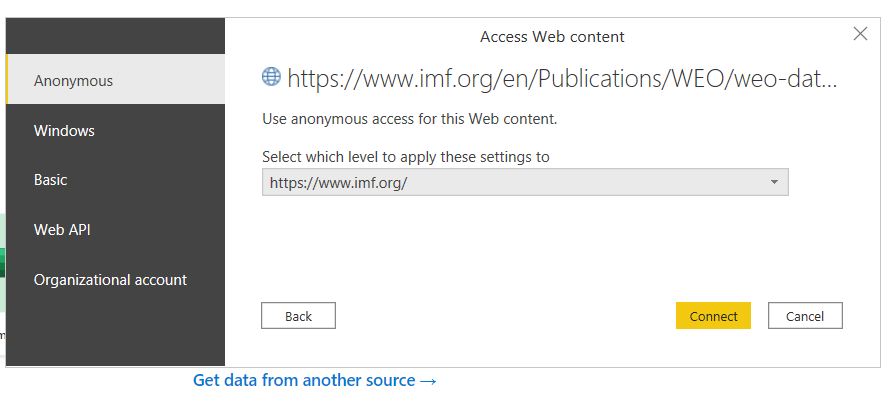 Access Web content
Anonymous
Windows
Basic
Web API
Organizational account
https://www.imf.org/en/Publications/WEO/weo-dat...
Use anonymous access for this Web content.
Select which level to apply these settings to
https://www.imf.org/
Back
Connect
Cancel
Get data from another source →